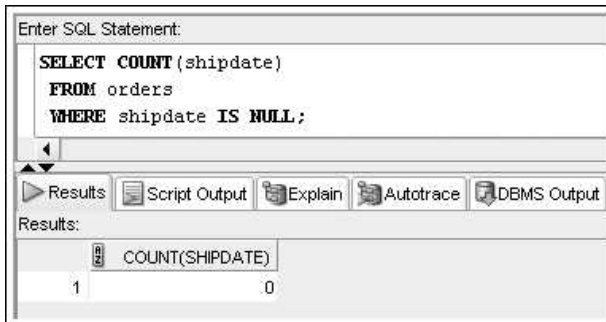 Enter SQL Statement:
SELECT COUNT(shipdate)
FROM orders
WHERE shipdate IS NULL;
Results Script Output Explain Autotrace DBMS Output
Results:
A Z COUNT(SHIPDATE)
1 0